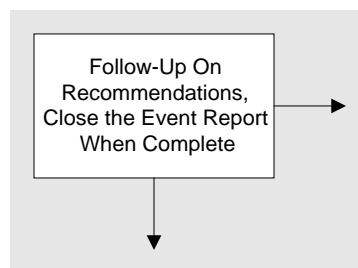 Follow-Up On
Recommendations,
Close the Event Report
When Complete